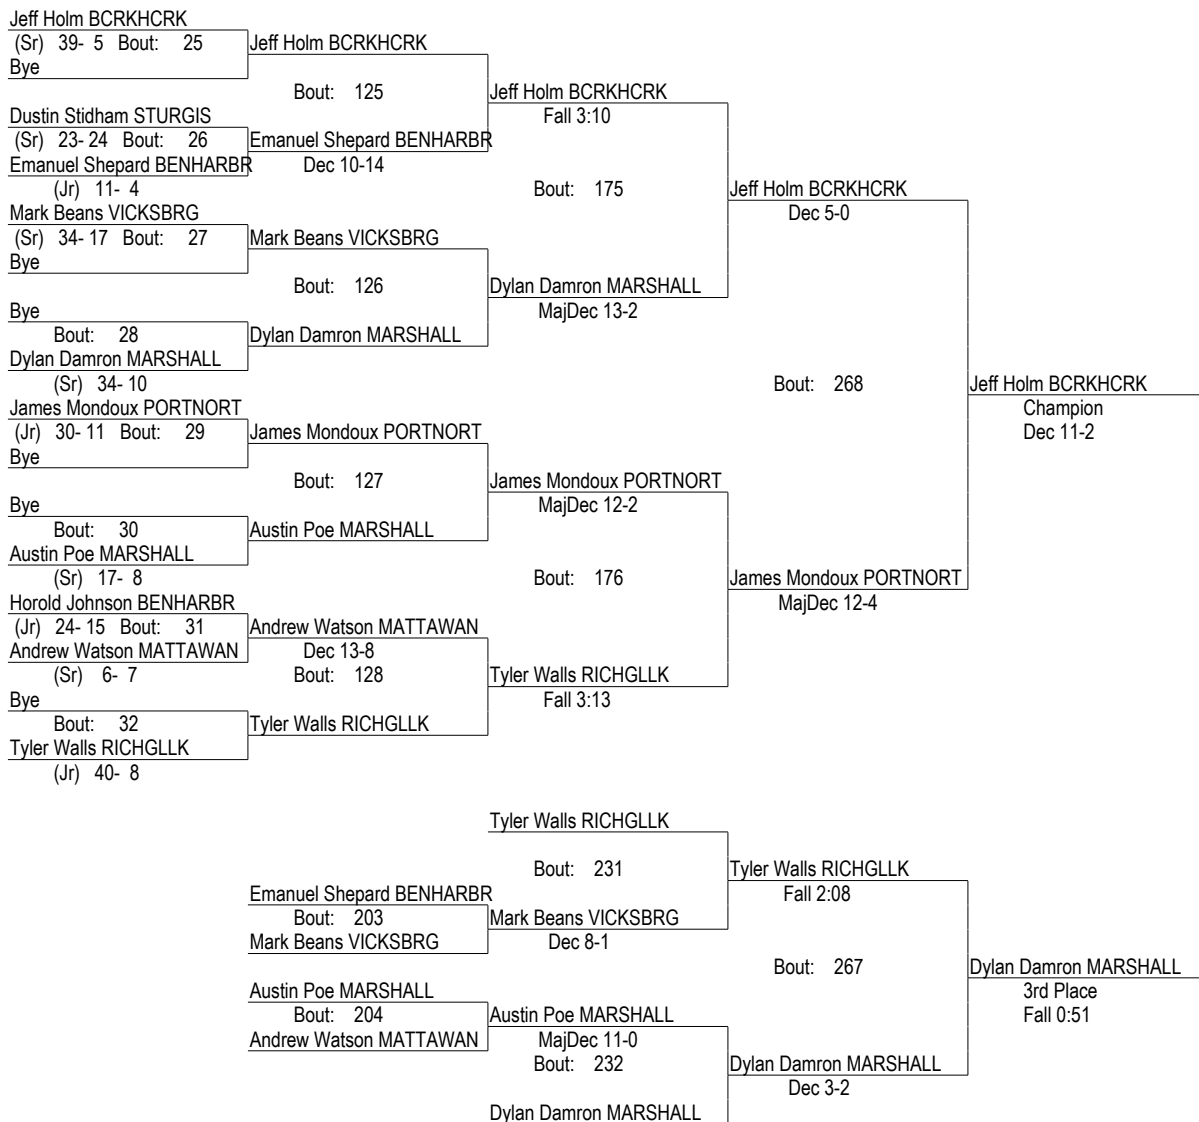 Jeff Holm BCRKHCRK
(Sr) 39- 5 Bout: 25
Jeff Holm BCRKHCRK
Bye
Bout: 125
Jeff Holm BCRKHCRK
Fall 3:10
Dustin Stidham STURGIS
(Sr) 23- 24 Bout: 26
Emanuel Shepard BENHARBR
Emanuel Shepard BENHARBR
Dec 10-14
(Jr) 11- 4
Bout: 175
Jeff Holm BCRKHCRK
Dec 5-0
Mark Beans VICKSBRG
(Sr) 34- 17 Bout: 27
Mark Beans VICKSBRG
Bye
Bout: 126
Dylan Damron MARSHALL
MajDec 13-2
Bye
Bout: 28
Dylan Damron MARSHALL
Dylan Damron MARSHALL
(Sr) 34- 10
Bout: 268
Jeff Holm BCRKHCRK
Champion
Dec 11-2
James Mondoux PORTNORT
(Jr) 30- 11 Bout: 29
James Mondoux PORTNORT
Bye
Bout: 127
James Mondoux PORTNORT
MajDec 12-2
Bye
Bout: 30
Austin Poe MARSHALL
Austin Poe MARSHALL
(Sr) 17- 8
Bout: 176
James Mondoux PORTNORT
MajDec 12-4
Horold Johnson BENHARBR
(Jr) 24- 15 Bout: 31
Andrew Watson MATTAWAN
Andrew Watson MATTAWAN
Dec 13-8
(Sr) 6- 7
Bout: 128
Tyler Walls RICHGLLK
Fall 3:13
Bye
Bout: 32
Tyler Walls RICHGLLK
Tyler Walls RICHGLLK
(Jr) 40- 8
Tyler Walls RICHGLLK
Bout: 231
Tyler Walls RICHGLLK
Fall 2:08
Emanuel Shepard BENHARBR
Bout: 203
Mark Beans VICKSBRG
Mark Beans VICKSBRG
Dec 8-1
Bout: 267
Dylan Damron MARSHALL
3rd Place
Fall 0:51
Austin Poe MARSHALL
Bout: 204
Austin Poe MARSHALL
Andrew Watson MATTAWAN
MajDec 11-0
Bout: 232
Dylan Damron MARSHALL
Dec 3-2
Dylan Damron MARSHALL